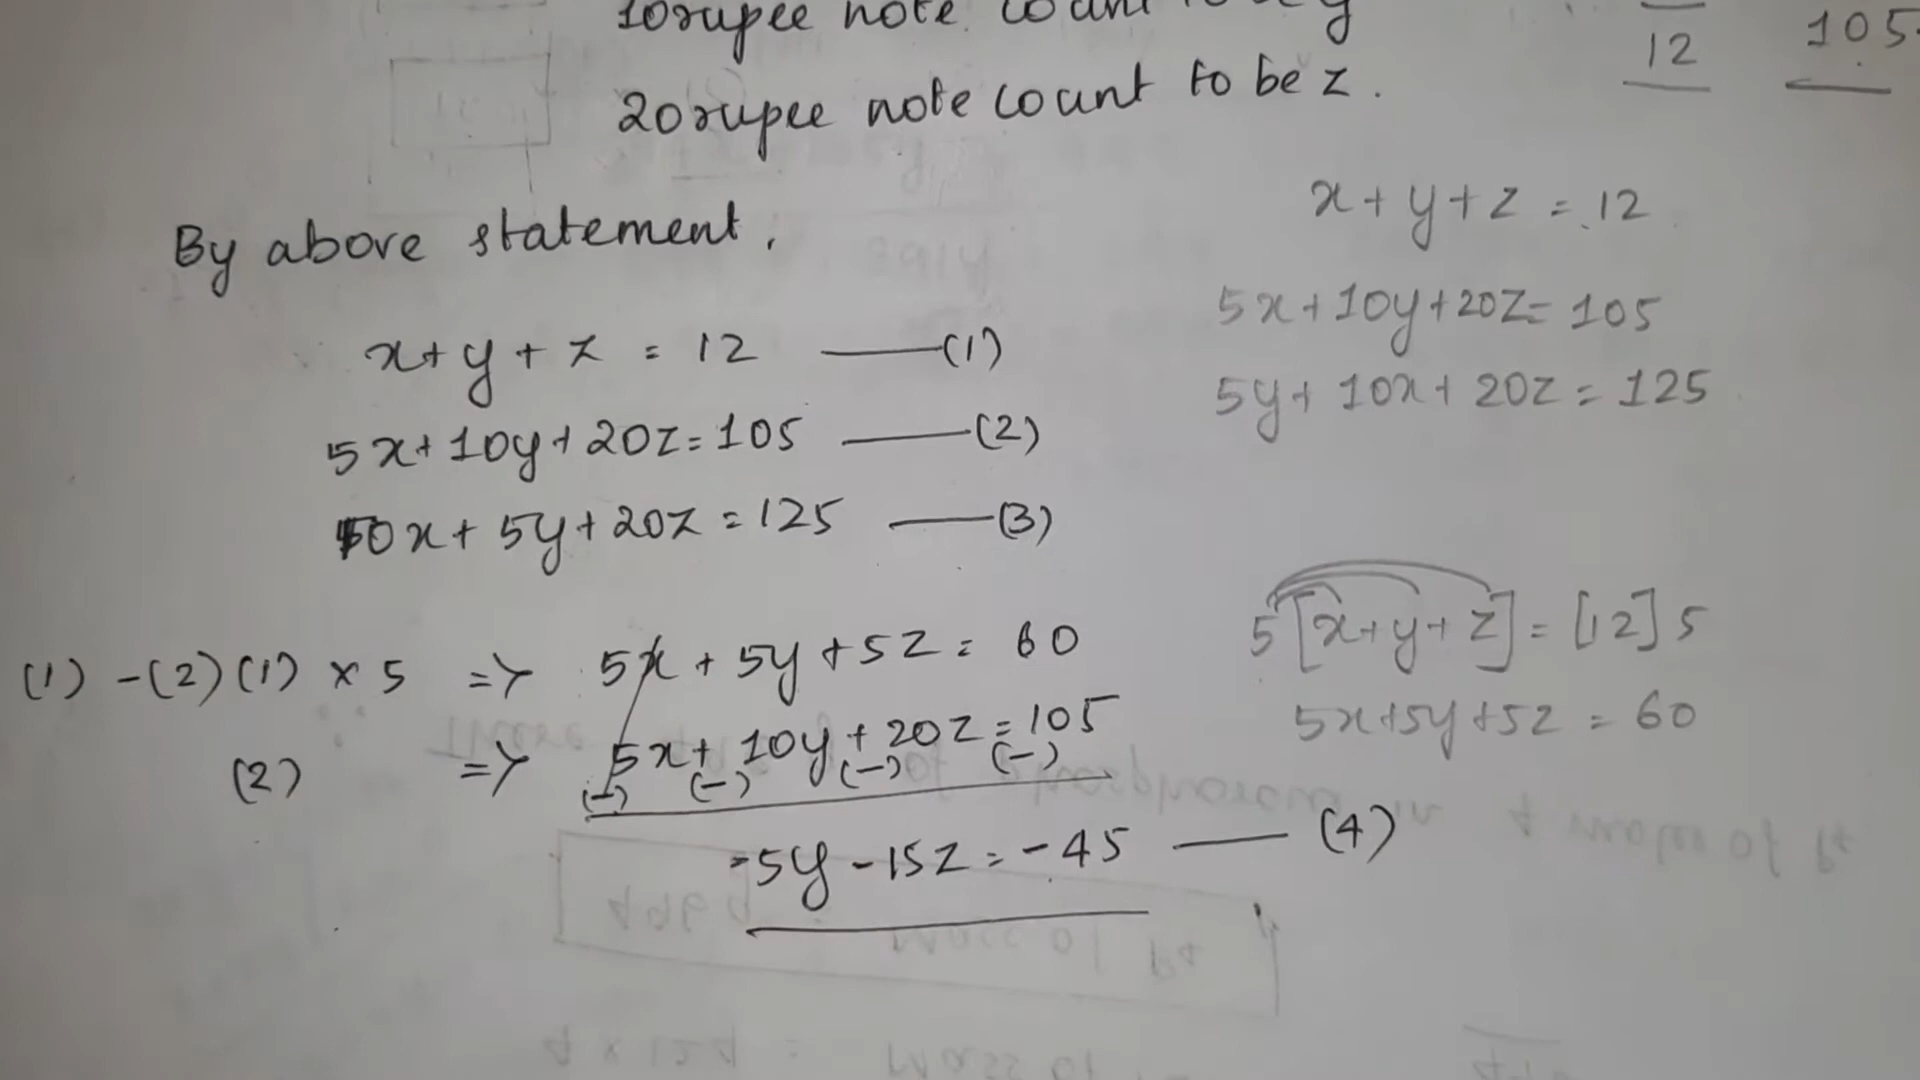 10rupee note count to be y
20rupee note count to be z.
12 105
By above statement,
x+y+z = 12 ——(1)
5x+10y+20z=105 ——(2)
10x+5y+20z=125 ——(3)
x+y+z = 12
5x+10y+20z= 105
5y+10x+20z= 125
(1) -(2) (1) x 5 => 5x+5y+5z= 60
(2) => 5x+10y+20z=105
(-) (-) (-) (-)
-5y-15z=-45 —— (4)
5[x+y+z]=[12]5
5x+5y+5z = 60